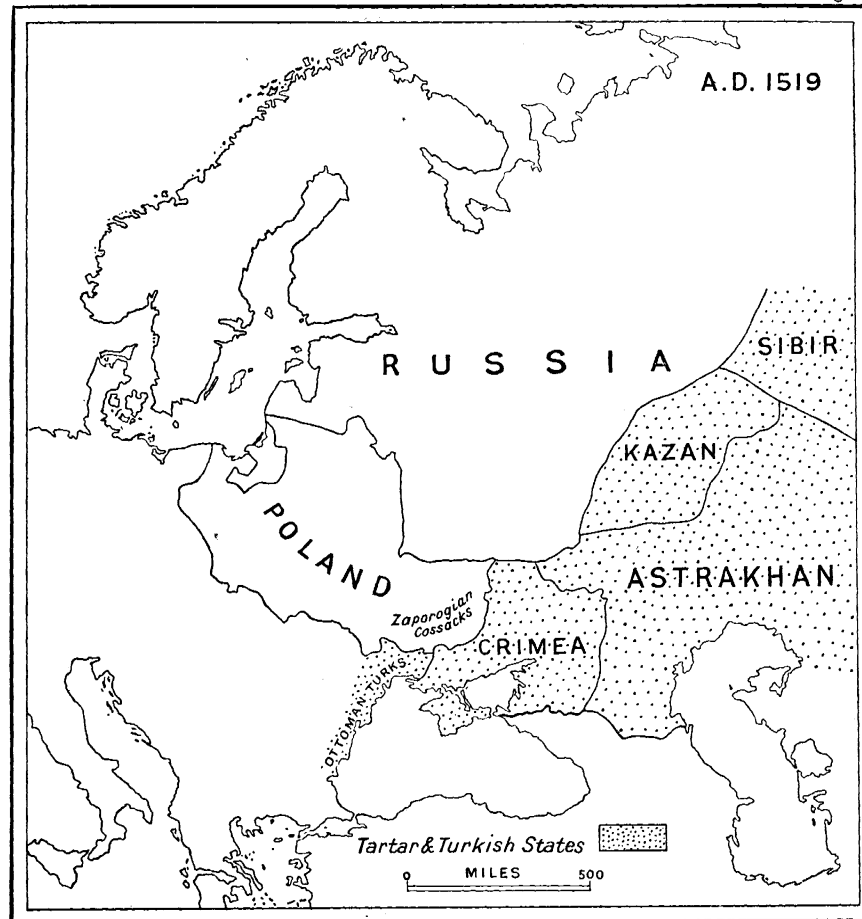 A.D. 1519
SIBIR
RUSSIA
KAZAN
POLAND
ASTRAKHAN
Zaporogian
Cossacks
CRIMEA
OTTOMAN TURKS
Tartar & Turkish States
MILES
0 500